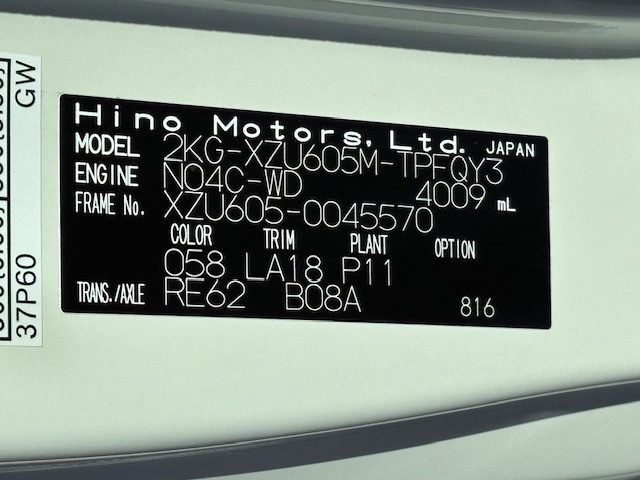 Hino Motors, Ltd. JAPAN
MODEL 2KG-XZU605M-TPFQY3
ENGINE N04C-WD 4009 mL
FRAME No. XZU605-0045570
COLOR TRIM PLANT OPTION
058 LA18 P11
TRANS./AXLE RE62 B08A 816
37P60 GW